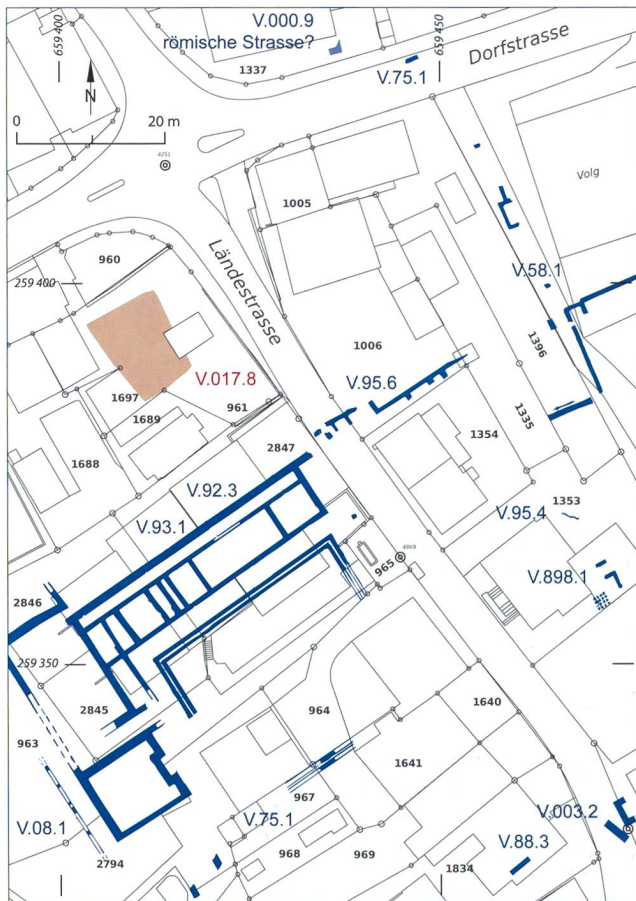 V.000.9
römische Strasse?
659 400
659 450
1337
V.75.1
Dorfstrasse
N
0
20 m
4251
1005
Volg
960
Ländestrasse
259 400
V.58.1
1396
1006
V.017.8
V.95.6
1697
1335
1689
961
1354
1688
2847
V.92.3
V.95.4
1353
V.93.1
4869
965
V.898.1
2846
259 350
2845
964
1640
963
1641
967
V.75.1
V.003.2
V.08.1
968
969
V.88.3
2794
1834